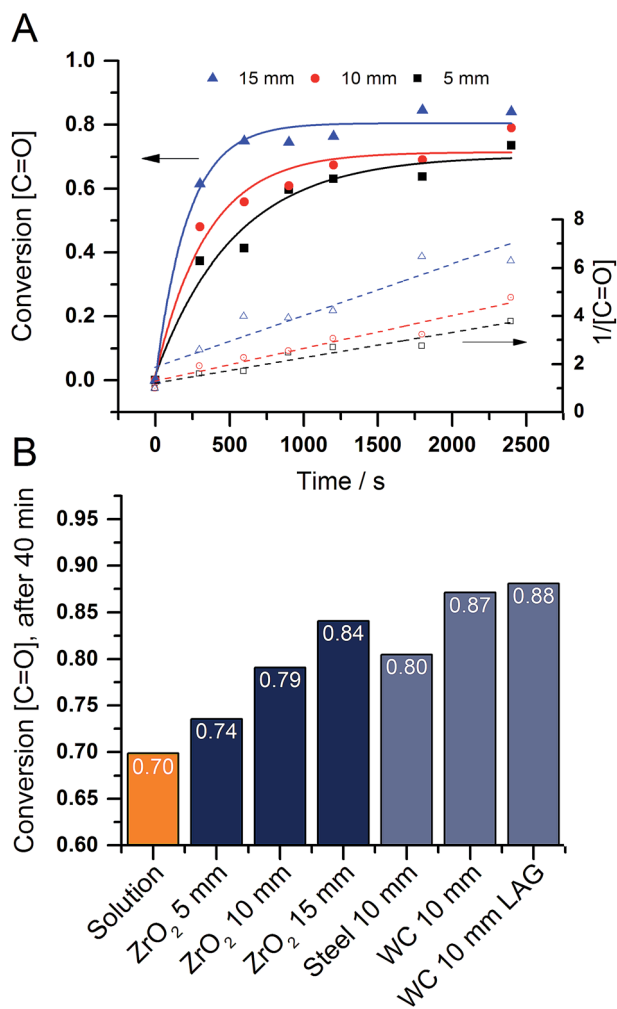 A
15 mm 10 mm 5 mm
Conversion [C=O]
1.0
0.8
0.6
0.4
0.2
0.0
8
6
4
2
0
1/[C=O]
0 500 1000 1500 2000 2500
Time / s
B
Conversion [C=O], after 40 min
0.95
0.90
0.85
0.80
0.75
0.70
0.65
0.60
0.70
0.74
0.79
0.84
0.80
0.87
0.88
Solution
ZrO₂ 5 mm
ZrO₂ 10 mm
ZrO₂ 15 mm
Steel 10 mm
WC 10 mm
WC 10 mm LAG